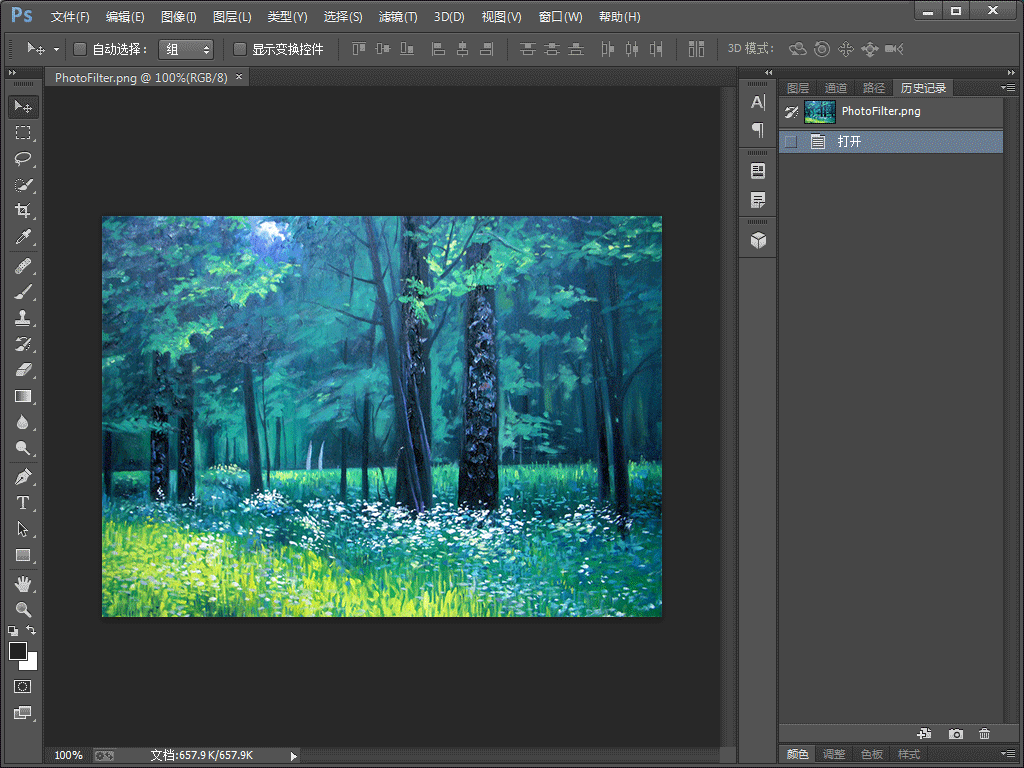 Ps 文件(F) 编辑(E) 图像(I) 图层(L) 类型(Y) 选择(S) 滤镜(T) 3D(D) 视图(V) 窗口(W) 帮助(H)
自动选择： 组 显示变换控件 3D 模式：
PhotoFilter.png @ 100%(RGB/8) ×
图层 通道 路径 历史记录
PhotoFilter.png
打开
100% 文档:657.9K/657.9K
颜色 调整 色板 样式